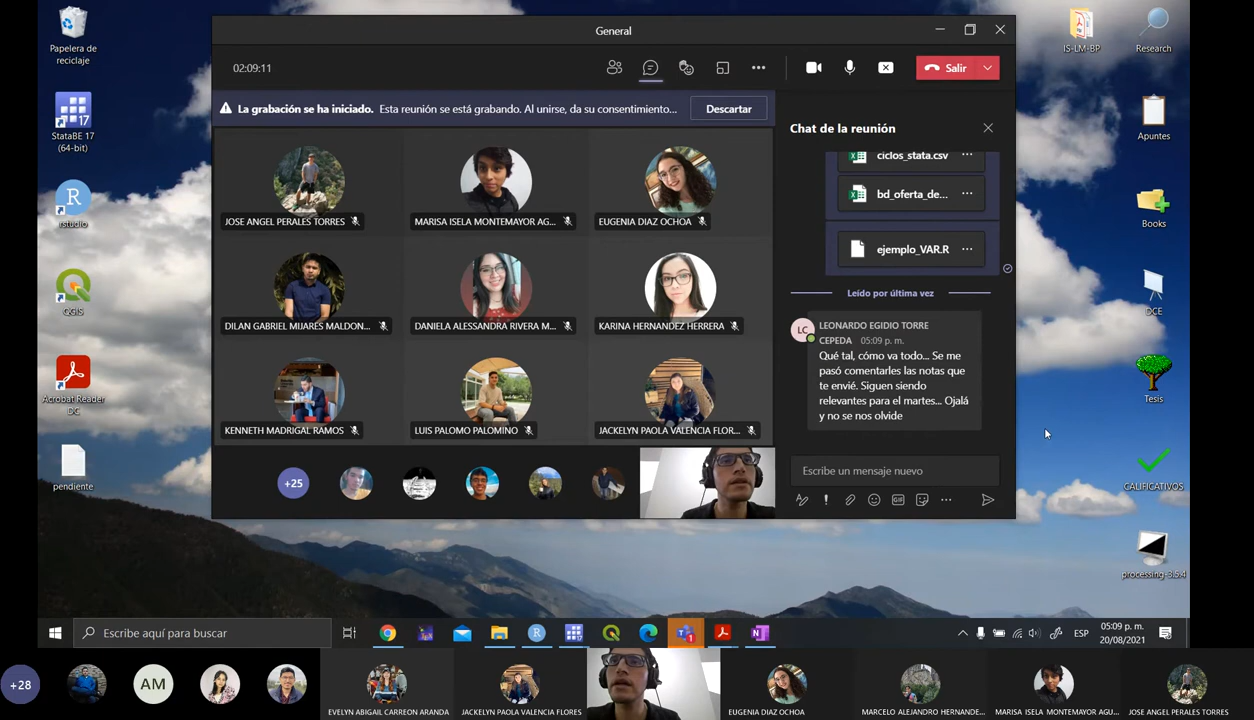 Papelera de
reciclaje
StataBE 17
(64-bit)
rstudio
QGIS
Acrobat Reader
DC
pendiente
General
02:09:11
Salir
La grabación se ha iniciado. Esta reunión se está grabando. Al unirse, da su consentimiento...
Descartar
JOSE ANGEL PERALES TORRES
MARISA ISELA MONTEMAYOR AG...
EUGENIA DIAZ OCHOA
DILAN GABRIEL MIJARES MALDON...
DANIELA ALESSANDRA RIVERA M...
KARINA HERNANDEZ HERRERA
KENNETH MADRIGAL RAMOS
LUIS PALOMO PALOMINO
JACKELYN PAOLA VALENCIA FLOR...
+25
Chat de la reunión
ciclos_stata.csv
bd_oferta_de...
ejemplo_VAR.R
Leído por última vez
LC
LEONARDO EGIDIO TORRE
CEPEDA 05:09 p. m.
Qué tal, cómo va todo... Se me
pasó comentarles las notas que
te envié. Siguen siendo
relevantes para el martes... Ojalá
y no se nos olvide
Escribe un mensaje nuevo
GIF
IS-LM-BP
Research
Apuntes
Books
DCE
Tesis
CALIFICATIVOS
processing-3.5.4
Escribe aquí para buscar
ESP
05:09 p. m.
20/08/2021
+28
AM
EVELYN ABIGAIL CARREON ARANDA
JACKELYN PAOLA VALENCIA FLORES
EUGENIA DIAZ OCHOA
MARCELO ALEJANDRO HERNANDE...
MARISA ISELA MONTEMAYOR AGU...
JOSE ANGEL PERALES TORRES